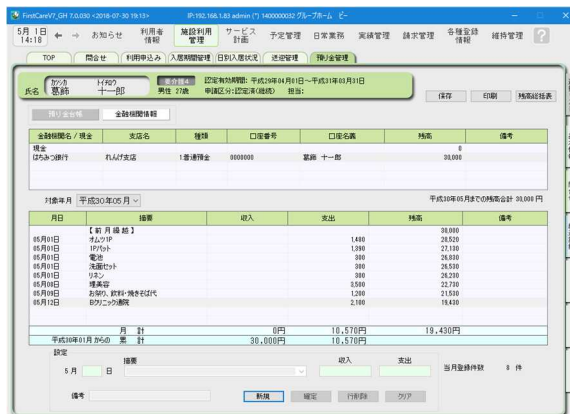 FirstCareV7_GH 7.0.030 <2018-07-30 19:13> IP:192.168.1.83 admin (*) 1400000032 グループホーム ビー
5月 1日 14:18 ← → お知らせ 利用者情報 施設利用管理 サービス計画 予定管理 日常業務 実績管理 請求管理 各種登録情報 維持管理 ?
TOP 問合せ 利用申込み 入居期間管理 日別入居状況 送迎管理 預り金管理
氏名 葛飾 十一郎 要介護4 男性 27歳 認定有効期間: 平成29年04月01日～平成31年03月31日
申請区分:認定済(継続) 担当:
保存 印刷 残高総括表
預り金台帳 金融機関情報
金融機関名/現金 支店名 種類 口座番号 口座名義 残高 備考
現金 0
はちみつ銀行 れんげ支店 1:普通預金 0000000 葛飾 十一郎 30,000
対象年月 平成30年05月 平成30年05月までの残高合計 30,000 円
月日 摘要 収入 支出 残高 備考
【前月繰越】 30,000
05月01日 オムツ1P 1,480 28,520
05月01日 1Pパット 1,390 27,130
05月01日 電池 300 26,830
05月01日 洗面セット 300 26,530
05月01日 リネン 300 26,230
05月08日 理美容 3,500 22,730
05月09日 お祭り、飲料・焼きそば代 1,200 21,530
05月12日 Bクリニック通院 2,100 19,430
月 計 0円 10,570円 19,430円
平成30年01月 からの 累 計 30,000円 10,570円
設定
5 月 日 摘要 収入 支出 当月登録件数 8 件
備考 新規 確定 行削除 クリア